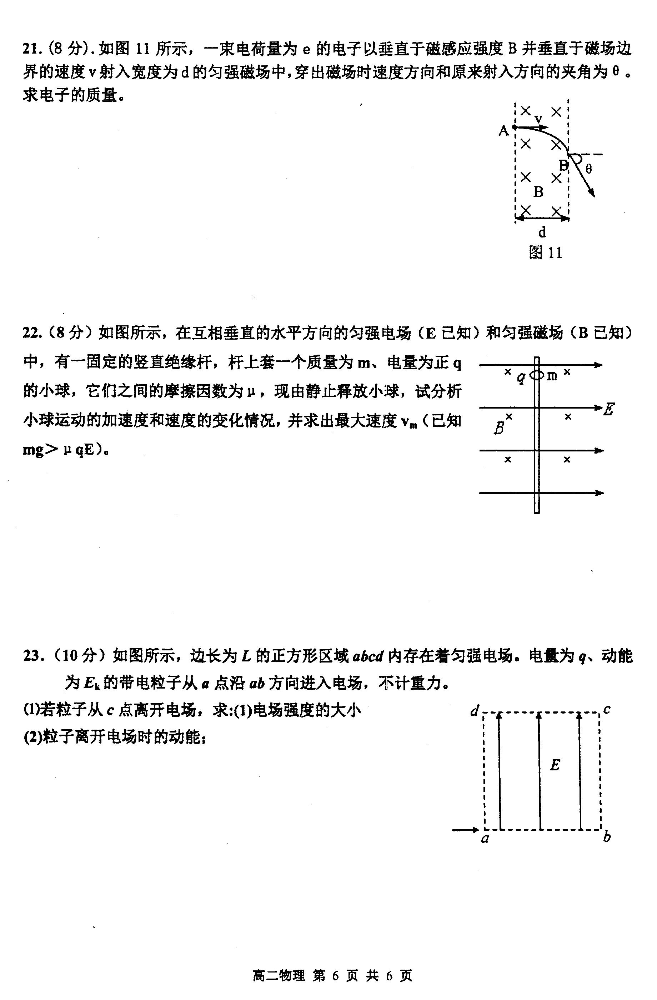 21. (8 分). 如图 11 所示，一束电荷量为 e 的电子以垂直于磁感应强度 B 并垂直于磁场边
界的速度 v 射入宽度为 d 的匀强磁场中，穿出磁场时速度方向和原来射入方向的夹角为 θ 。
求电子的质量。
v
A
B
θ
B
d
图 11
22.（8 分）如图所示，在互相垂直的水平方向的匀强电场（E 已知）和匀强磁场（B 已知）
中，有一固定的竖直绝缘杆，杆上套一个质量为 m、电量为正 q
的小球，它们之间的摩擦因数为 μ，现由静止释放小球，试分析
小球运动的加速度和速度的变化情况，并求出最大速度 vm（已知
mg＞μqE）。
q m
E
B
23.（10 分）如图所示，边长为 L 的正方形区域 abcd 内存在着匀强电场。电量为 q、动能
为 Ek 的带电粒子从 a 点沿 ab 方向进入电场，不计重力。
(1)若粒子从 c 点离开电场，求:(1)电场强度的大小
(2)粒子离开电场时的动能；
d c
E
a b
高二物理 第 6 页 共 6 页